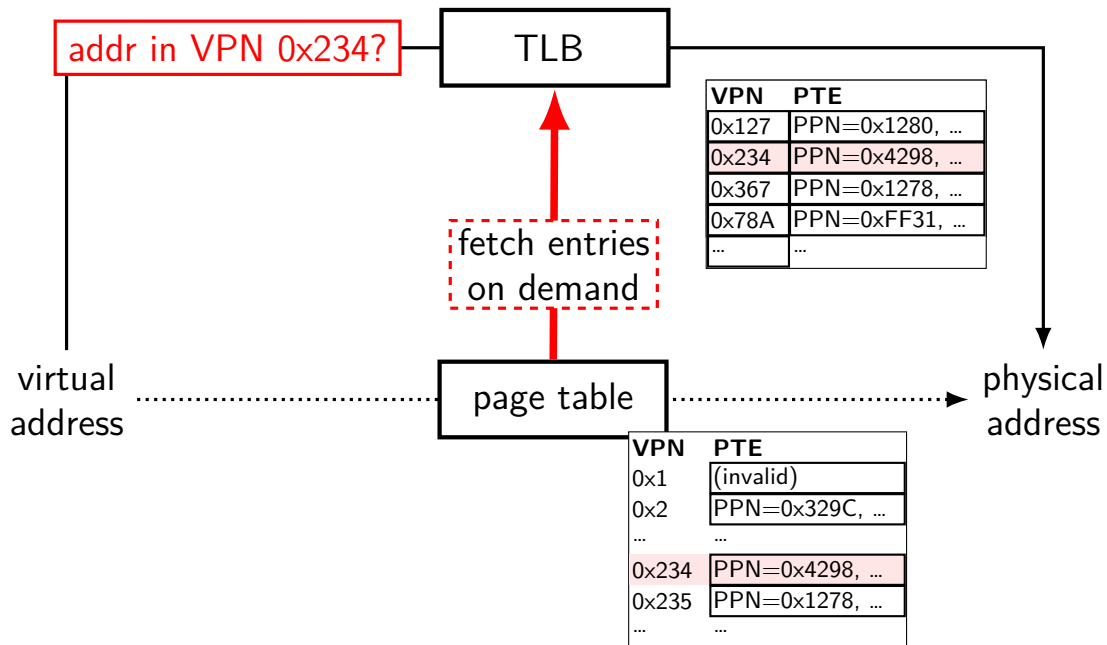 addr in VPN 0x234?
TLB
VPN PTE
0x127 PPN=0x1280, ...
0x234 PPN=0x4298, ...
0x367 PPN=0x1278, ...
0x78A PPN=0xFF31, ...
... ...
fetch entries
on demand
virtual
address
page table
physical
address
VPN PTE
0x1 (invalid)
0x2 PPN=0x329C, ...
... ...
0x234 PPN=0x4298, ...
0x235 PPN=0x1278, ...
... ...